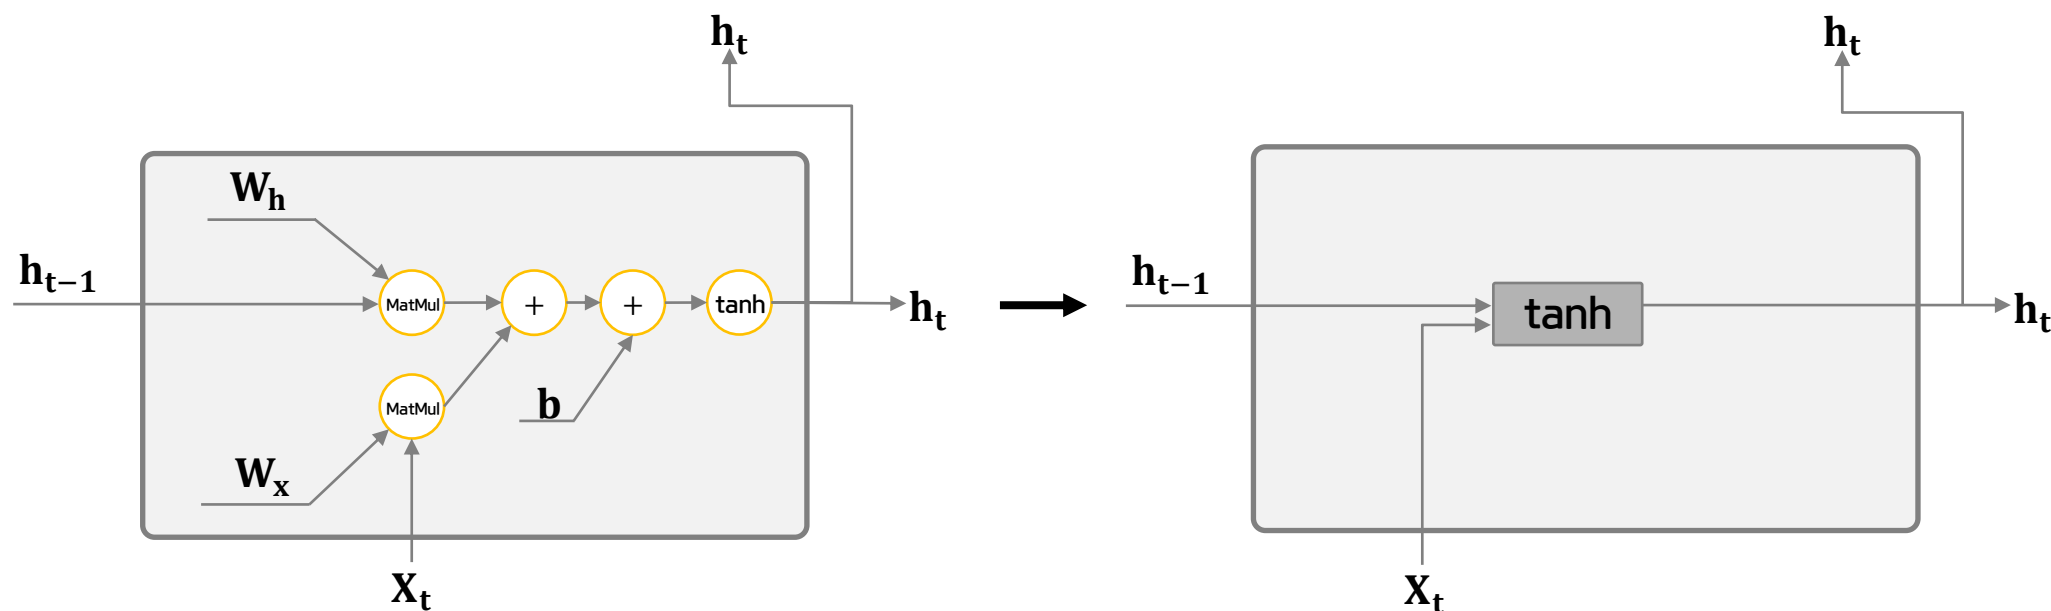 h_t
W_h
h_{t−1}
MatMul
+
+
tanh
h_t
MatMul
b
W_x
X_t
h_t
h_{t−1}
tanh
h_t
X_t